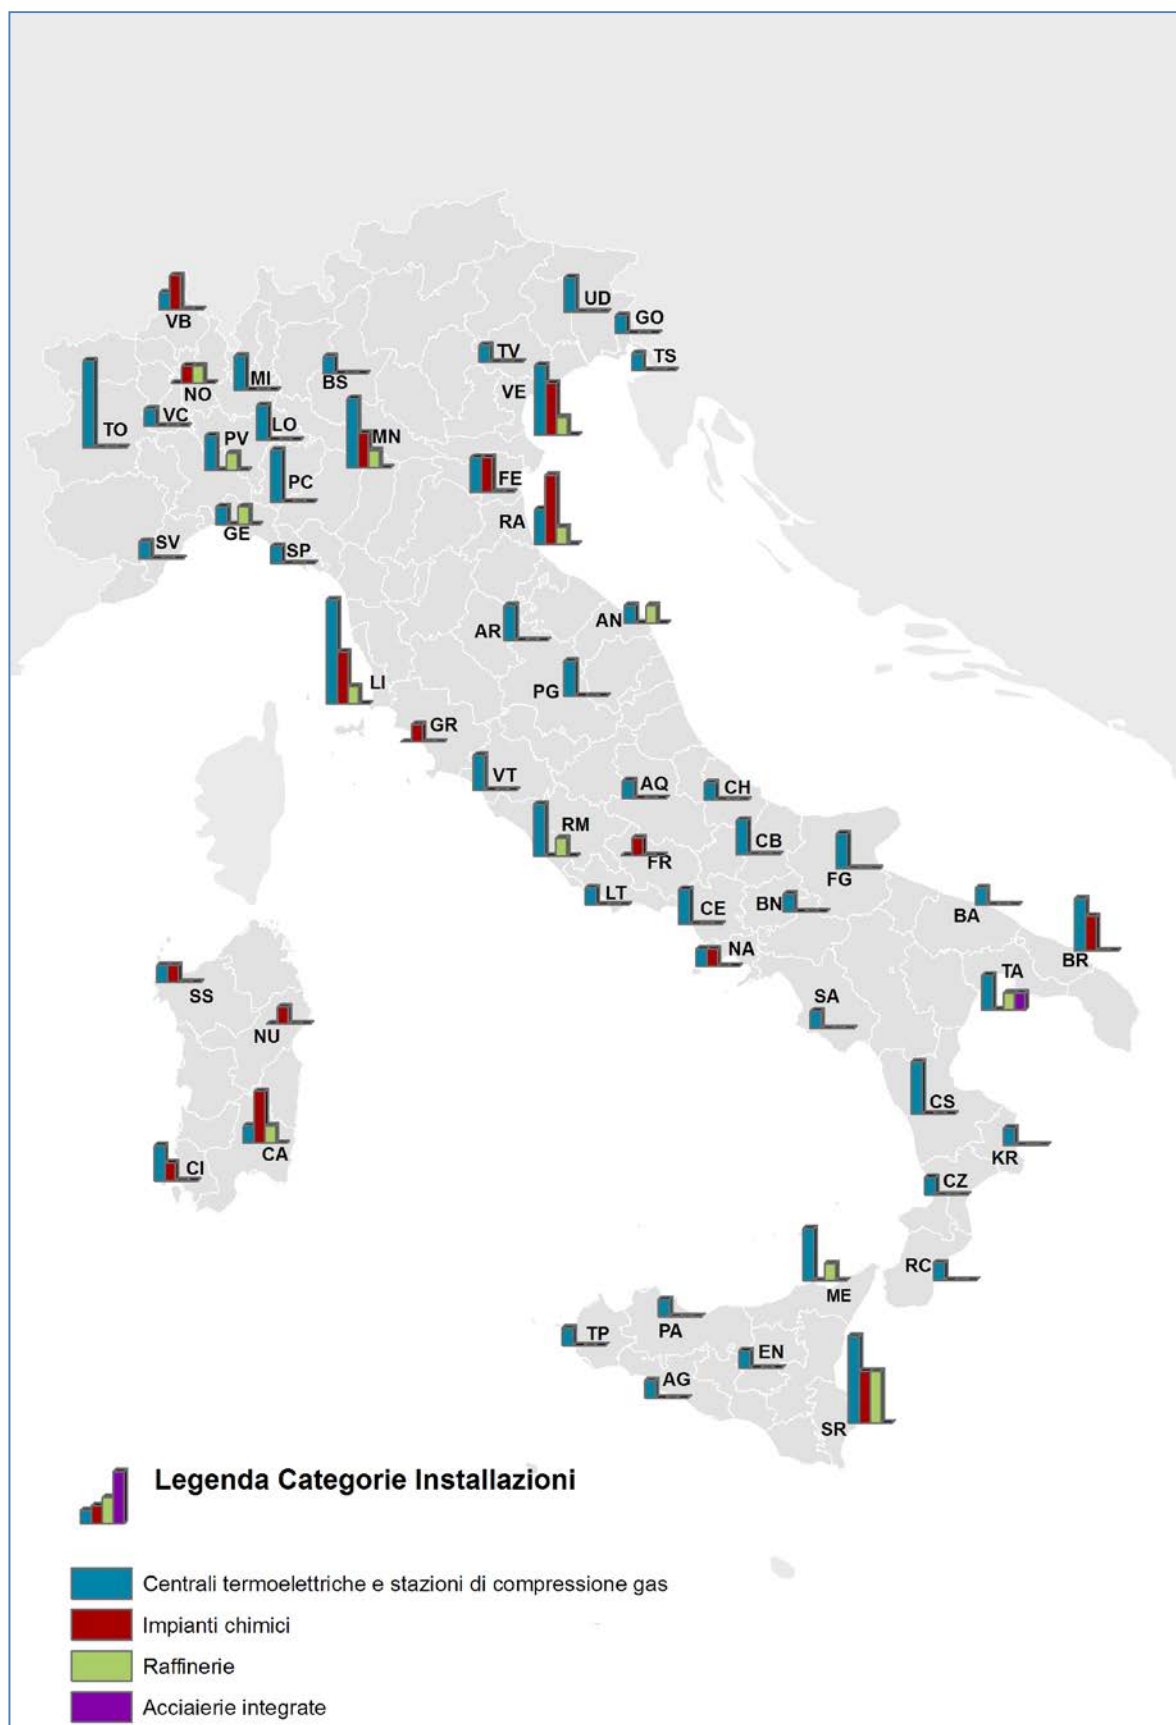 UD
GO
VB
TV
TS
MI
BS
VE
NO
VC
LO
TO
PV
MN
PC
FE
RA
GE
SV
SP
AN
AR
LI
PG
GR
VT
AQ
CH
RM
CB
FR
FG
LT
CE
BN
BA
NA
BR
TA
SS
SA
NU
CS
CA
KR
CI
CZ
RC
ME
PA
TP
EN
AG
SR
Legenda Categorie Installazioni
Centrali termoelettriche e stazioni di compressione gas
Impianti chimici
Raffinerie
Acciaierie integrate